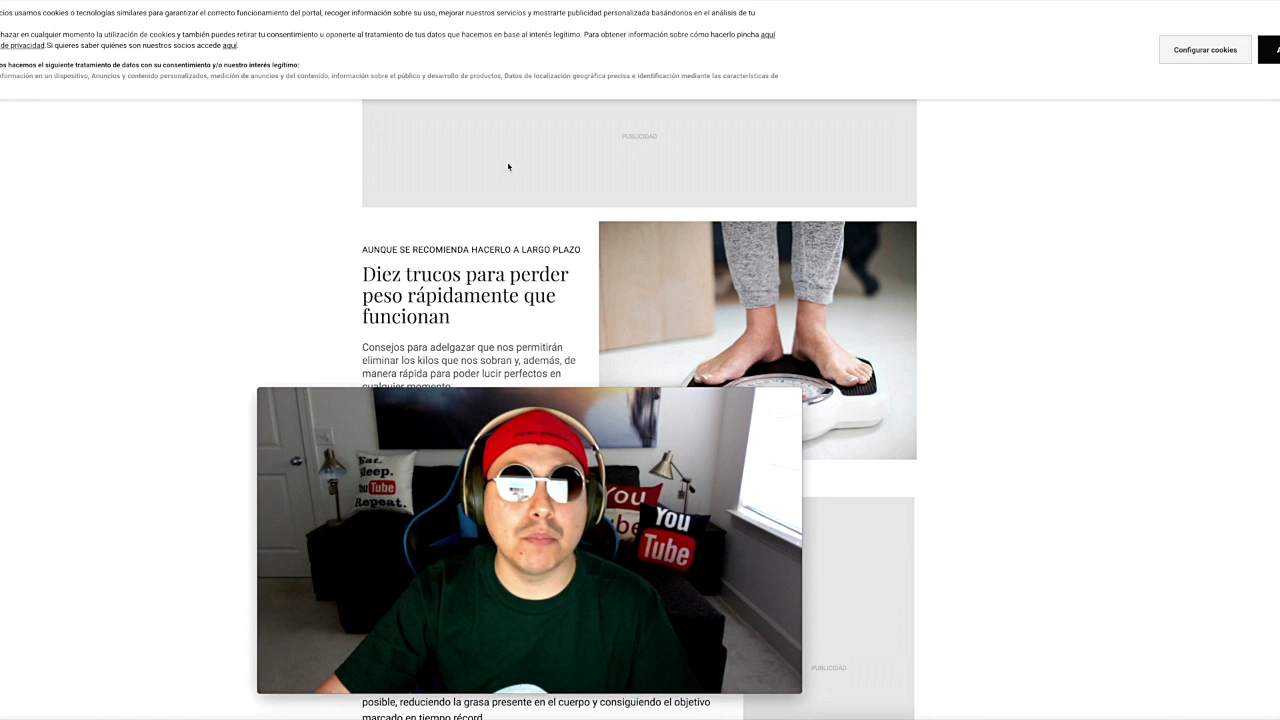 cios usamos cookies o tecnologías similares para garantizar el correcto funcionamiento del portal, recoger información sobre su uso, mejorar nuestros servicios y mostrarte publicidad personalizada basándonos en el análisis de tu
hazar en cualquier momento la utilización de cookies y también puedes retirar tu consentimiento u oponerte al tratamiento de tus datos que hacemos en base al interés legítimo. Para obtener información sobre cómo hacerlo pincha aquí
de privacidad.Si quieres saber quiénes son nuestros socios accede aquí.
os hacemos el siguiente tratamiento de datos con su consentimiento y/o nuestro interés legítimo:
nformación en un dispositivo, Anuncios y contenido personalizados, medición de anuncios y del contenido, información sobre el público y desarrollo de productos, Datos de localización geográfica precisa e identificación mediante las características de
Configurar cookies
A
PUBLICIDAD
AUNQUE SE RECOMIENDA HACERLO A LARGO PLAZO
Diez trucos para perder
peso rápidamente que
funcionan
Consejos para adelgazar que nos permitirán
eliminar los kilos que nos sobran y, además, de
manera rápida para poder lucir perfectos en
cualquier momento
Eat.
Sleep.
You Tube
Repeat.
You
Tube
You
Tube
PUBLICIDAD
posible, reduciendo la grasa presente en el cuerpo y consiguiendo el objetivo
marcado en tiempo récord